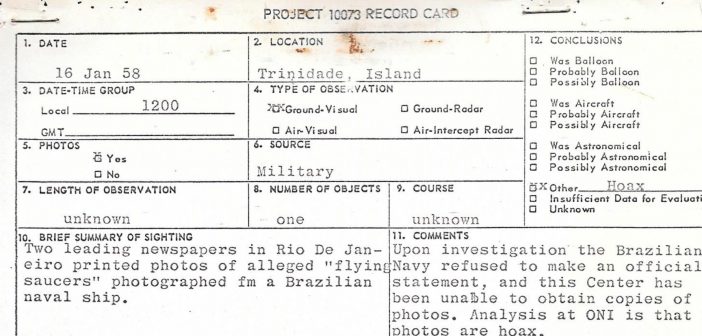 PROJECT 10073 RECORD CARD
1. DATE
16 Jan 58
2. LOCATION
Trinidade, Island
12. CONCLUSIONS
Was Balloon
Probably Balloon
Possibly Balloon
Was Aircraft
Probably Aircraft
Possibly Aircraft
Was Astronomical
Probably Astronomical
Possibly Astronomical
Other Hoax
Insufficient Data for Evaluati
Unknown
3. DATE-TIME GROUP
Local 1200
GMT
4. TYPE OF OBSERVATION
Ground-Visual Ground-Radar
Air-Visual Air-Intercept Radar
5. PHOTOS
Yes
No
6. SOURCE
Military
7. LENGTH OF OBSERVATION
unknown
8. NUMBER OF OBJECTS
one
9. COURSE
unknown
10. BRIEF SUMMARY OF SIGHTING
Two leading newspapers in Rio De Jan-
eiro printed photos of alleged "flying
saucers" photographed fm a Brazilian
naval ship.
11. COMMENTS
Upon investigation the Brazilian
Navy refused to make an official
statement, and this Center has
been unable to obtain copies of
photos. Analysis at ONI is that
photos are hoax.